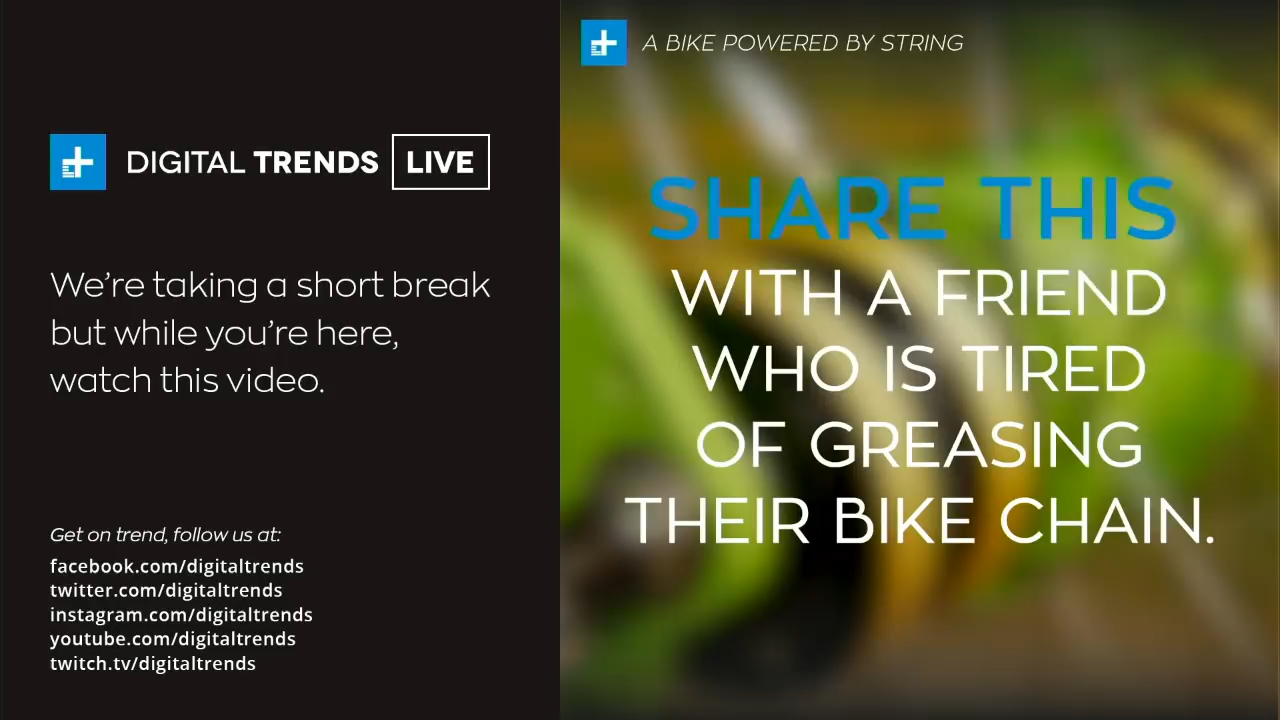 DIGITAL TRENDS LIVE
We're taking a short break
but while you're here,
watch this video.
Get on trend, follow us at:
facebook.com/digitaltrends
twitter.com/digitaltrends
instagram.com/digitaltrends
youtube.com/digitaltrends
twitch.tv/digitaltrends
A BIKE POWERED BY STRING
SHARE THIS
WITH A FRIEND
WHO IS TIRED
OF GREASING
THEIR BIKE CHAIN.